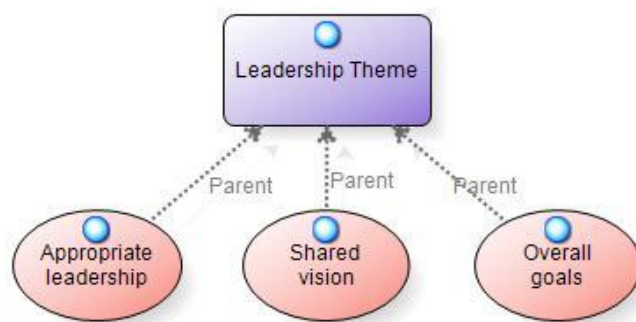 Leadership Theme
Parent
Parent
Parent
Appropriate
leadership
Shared
vision
Overall
goals